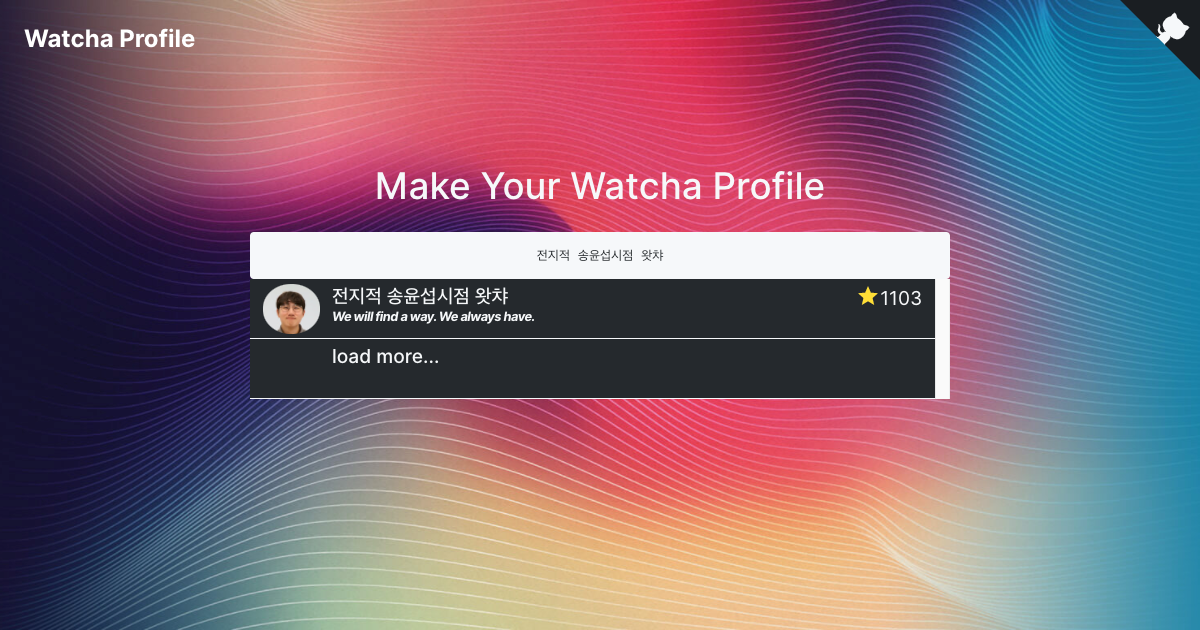 Watcha Profile
Make Your Watcha Profile
전지적 송윤섭시점 왓챠
전지적 송윤섭시점 왓챠
⭐1103
We will find a way. We always have.
load more...